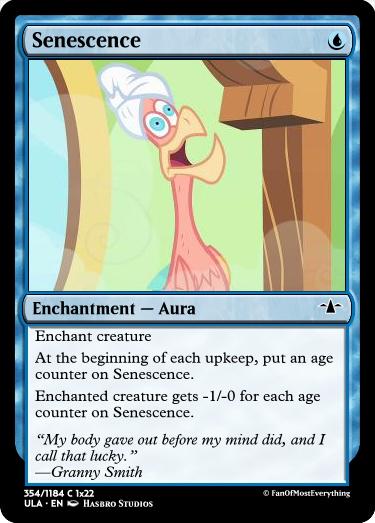 Senescence
Enchantment — Aura
Enchant creature
At the beginning of each upkeep, put an age
counter on Senescence.
Enchanted creature gets -1/-0 for each age
counter on Senescence.
“My body gave out before my mind did, and I
call that lucky.”
—Granny Smith
354/1184 C 1x22
ULA • EN Hasbro Studios
© FanOfMostEverything